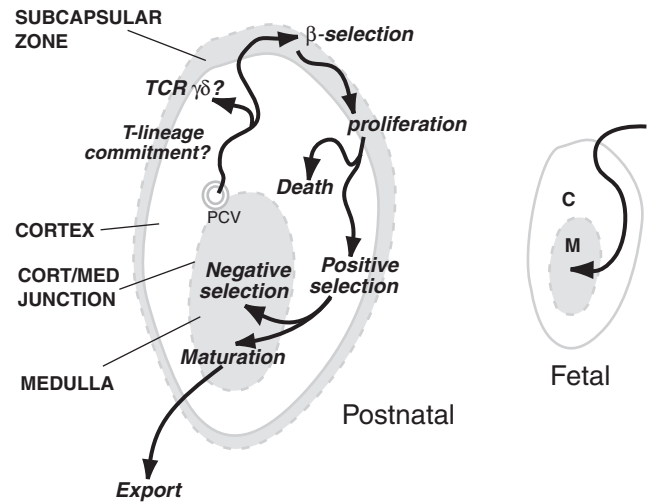 SUBCAPSULAR
ZONE
β-selection
TCR γδ?
T-lineage
commitment?
proliferation
Death
PCV
CORTEX
CORT/MED
JUNCTION
Negative
selection
Positive
selection
MEDULLA
Maturation
Export
Postnatal
C
M
Fetal